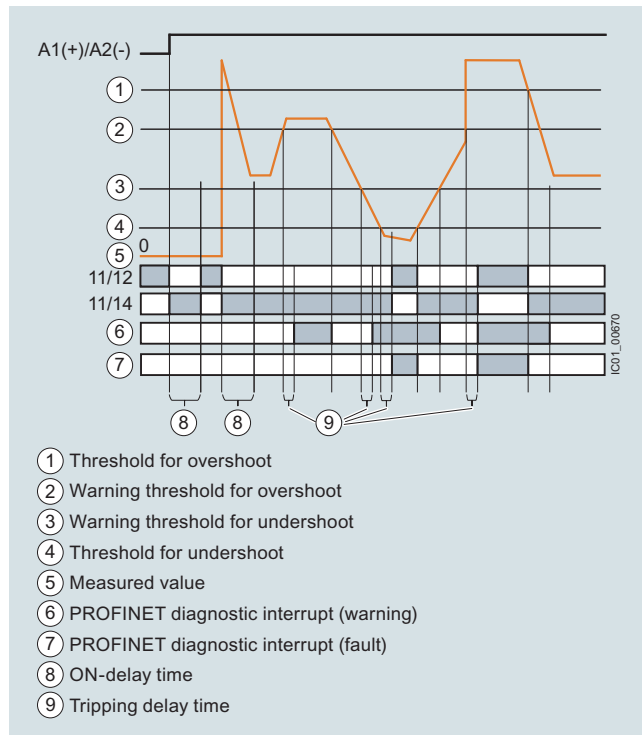 A1(+)/A2(-)
1
2
3
4
5
0
11/12
11/14
6
7
IC01_00670
8 8 9
1 Threshold for overshoot
2 Warning threshold for overshoot
3 Warning threshold for undershoot
4 Threshold for undershoot
5 Measured value
6 PROFINET diagnostic interrupt (warning)
7 PROFINET diagnostic interrupt (fault)
8 ON-delay time
9 Tripping delay time